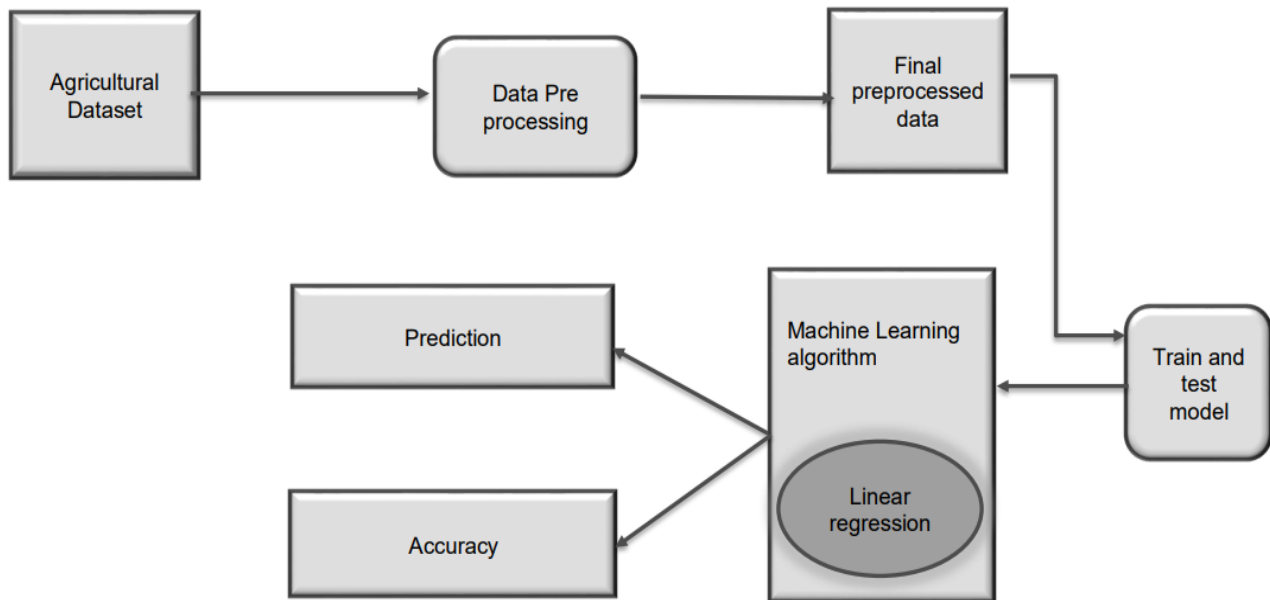 Agricultural
Dataset
Data Pre
processing
Final
preprocessed
data
Train and
test
model
Machine Learning
algorithm
Linear
regression
Prediction
Accuracy